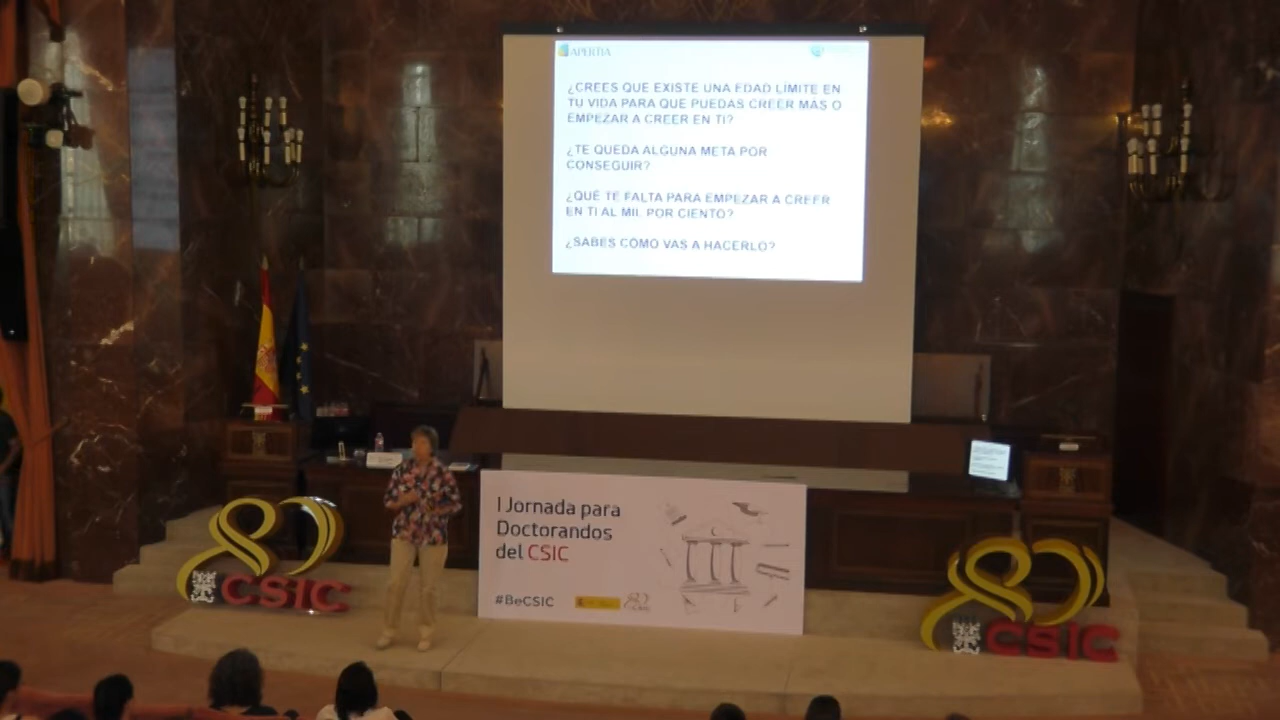 APERTIA
¿CREES QUE EXISTE UNA EDAD LÍMITE EN
TU VIDA PARA QUE PUEDAS CREER MÁS O
EMPEZAR A CREER EN TI?
¿TE QUEDA ALGUNA META POR
CONSEGUIR?
¿QUÉ TE FALTA PARA EMPEZAR A CREER
EN TI AL MIL POR CIENTO?
¿SABES CÓMO VAS A HACERLO?
I Jornada para
Doctorandos
del CSIC
#BeCSIC
80
CSIC
80
CSIC